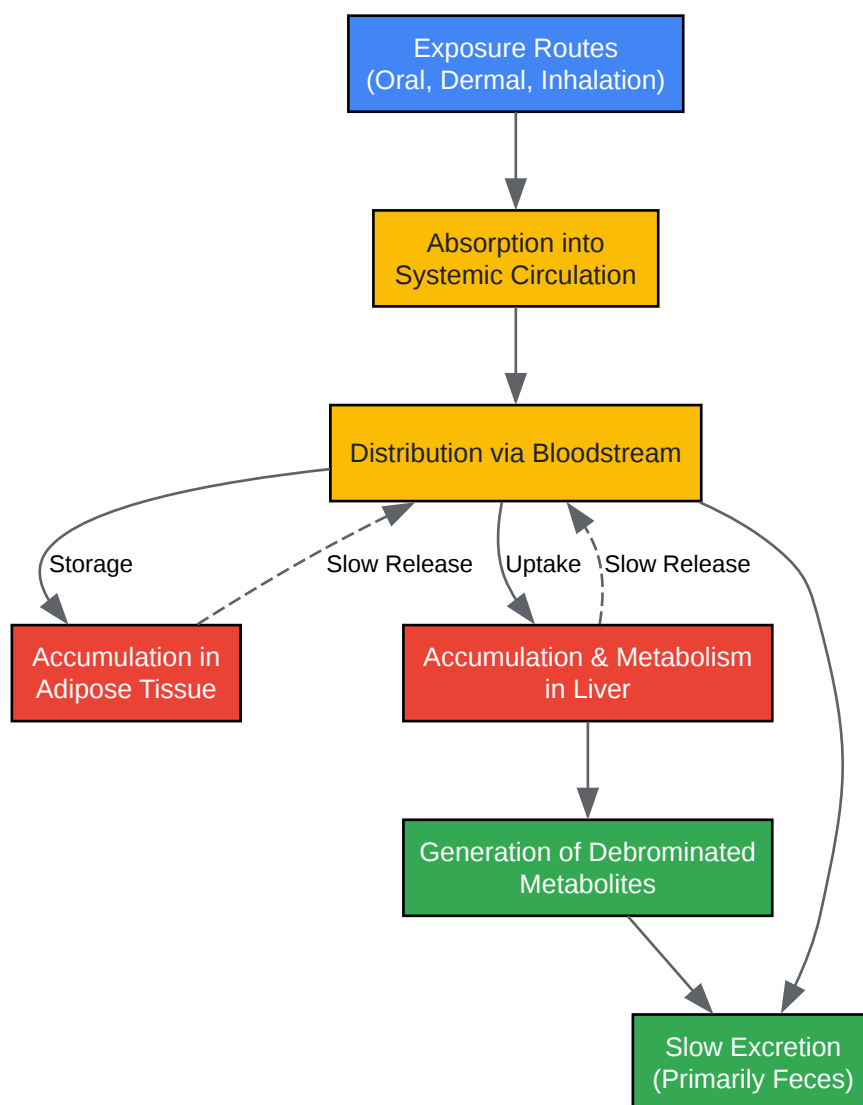 Exposure Routes
(Oral, Dermal, Inhalation)
Absorption into
Systemic Circulation
Distribution via Bloodstream
Storage
Slow Release
Uptake
Slow Release
Accumulation in
Adipose Tissue
Accumulation & Metabolism
in Liver
Generation of Debrominated
Metabolites
Slow Excretion
(Primarily Feces)